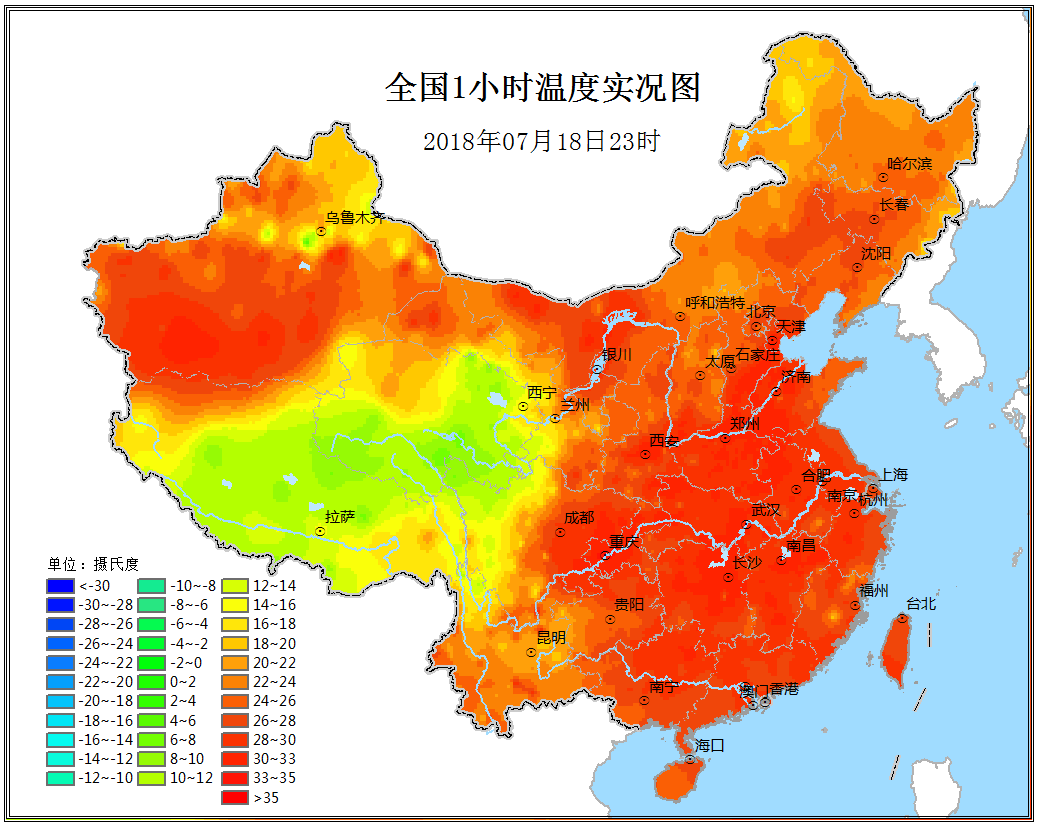 全国1小时温度实况图
2018年07月18日23时
哈尔滨
长春
乌鲁木齐
沈阳
呼和浩特
北京
天津
银川
太原
石家庄
济南
西宁
兰州
郑州
西安
合肥
上海
南京
杭州
拉萨
成都
武汉
重庆
南昌
长沙
贵阳
福州
台北
昆明
南宁
澳门
香港
海口
单位：摄氏度
<-30
-30~-28
-28~-26
-26~-24
-24~-22
-22~-20
-20~-18
-18~-16
-16~-14
-14~-12
-12~-10
-10~-8
-8~-6
-6~-4
-4~-2
-2~0
0~2
2~4
4~6
6~8
8~10
10~12
12~14
14~16
16~18
18~20
20~22
22~24
24~26
26~28
28~30
30~33
33~35
>35